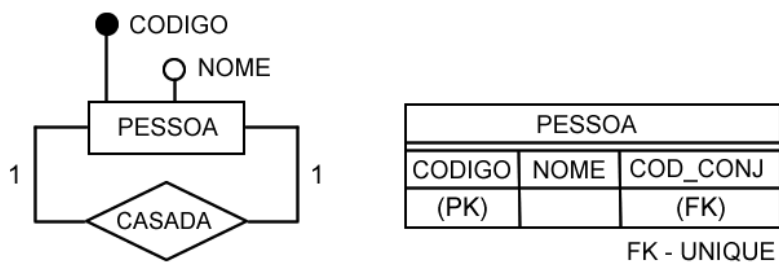 CODIGO
NOME
PESSOA
1
1
CASADA
PESSOA
CODIGO NOME COD_CONJ
(PK) (FK)
FK - UNIQUE